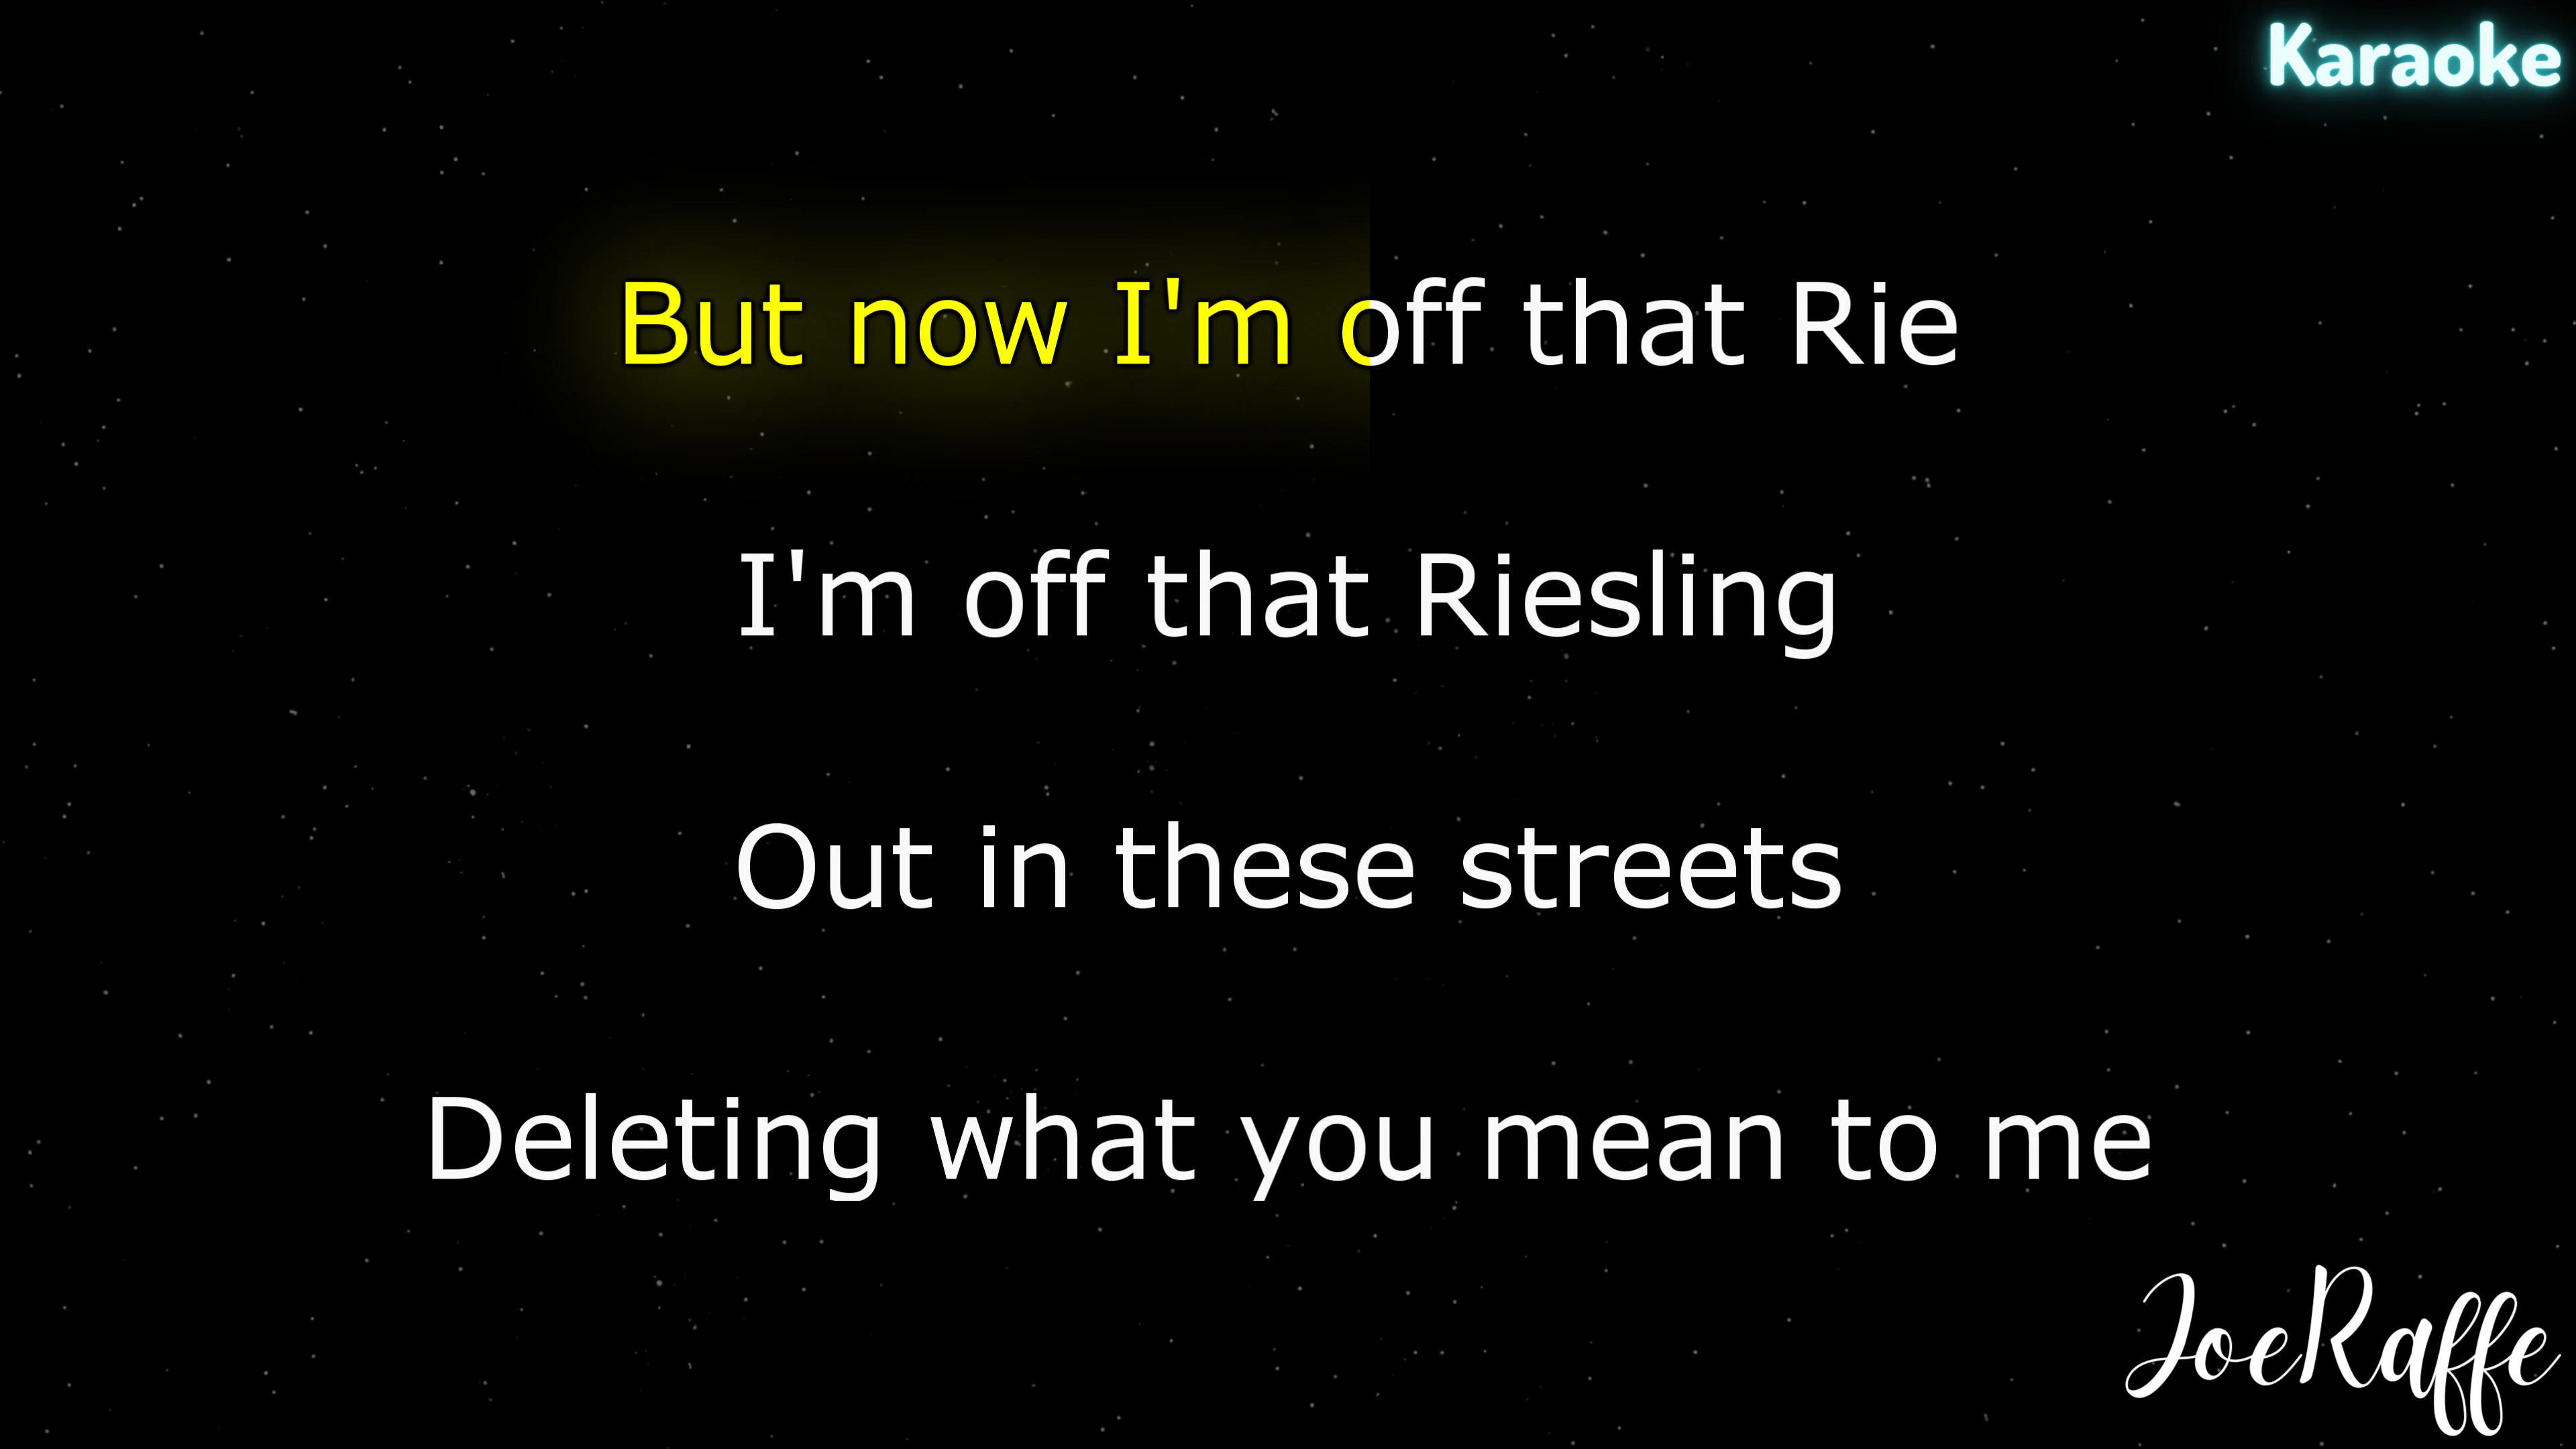 Karaoke
But now I'm off that Rie
I'm off that Riesling
Out in these streets
Deleting what you mean to me
JoeRaffe